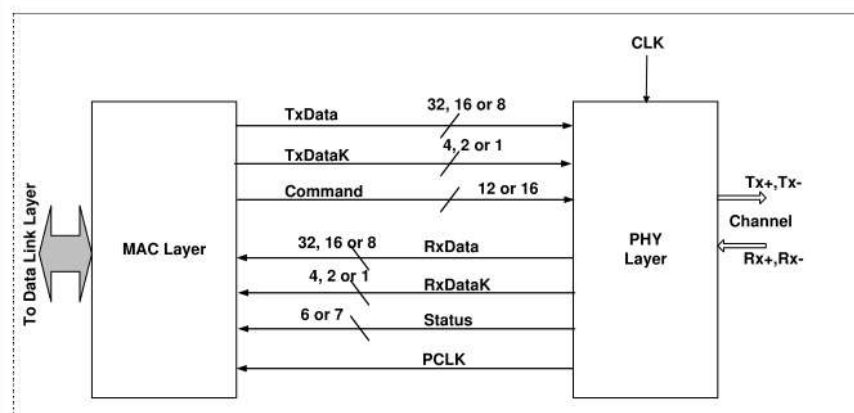 CLK
TxData
32, 16 or 8
TxDataK
4, 2 or 1
Command
12 or 16
Tx+,Tx-
Channel
Rx+,Rx-
To Data Link Layer
MAC Layer
PHY
Layer
32, 16 or 8
RxData
4, 2 or 1
RxDataK
6 or 7
Status
PCLK